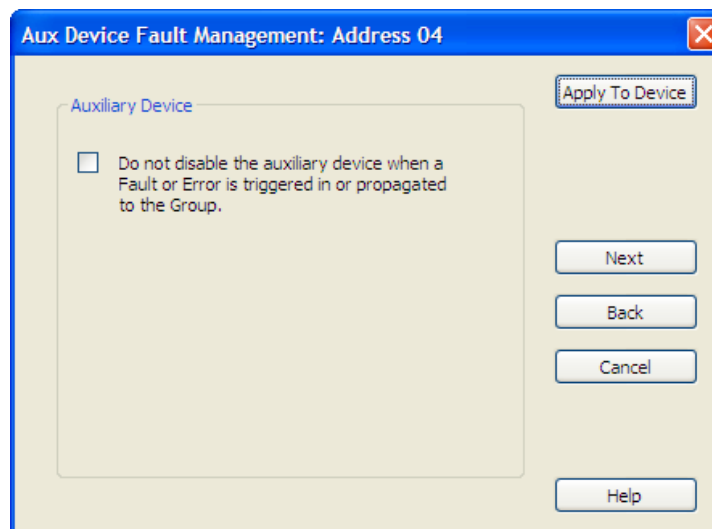 Aux Device Fault Management: Address 04
Apply To Device
Auxiliary Device
Do not disable the auxiliary device when a
Fault or Error is triggered in or propagated
to the Group.
Next
Back
Cancel
Help